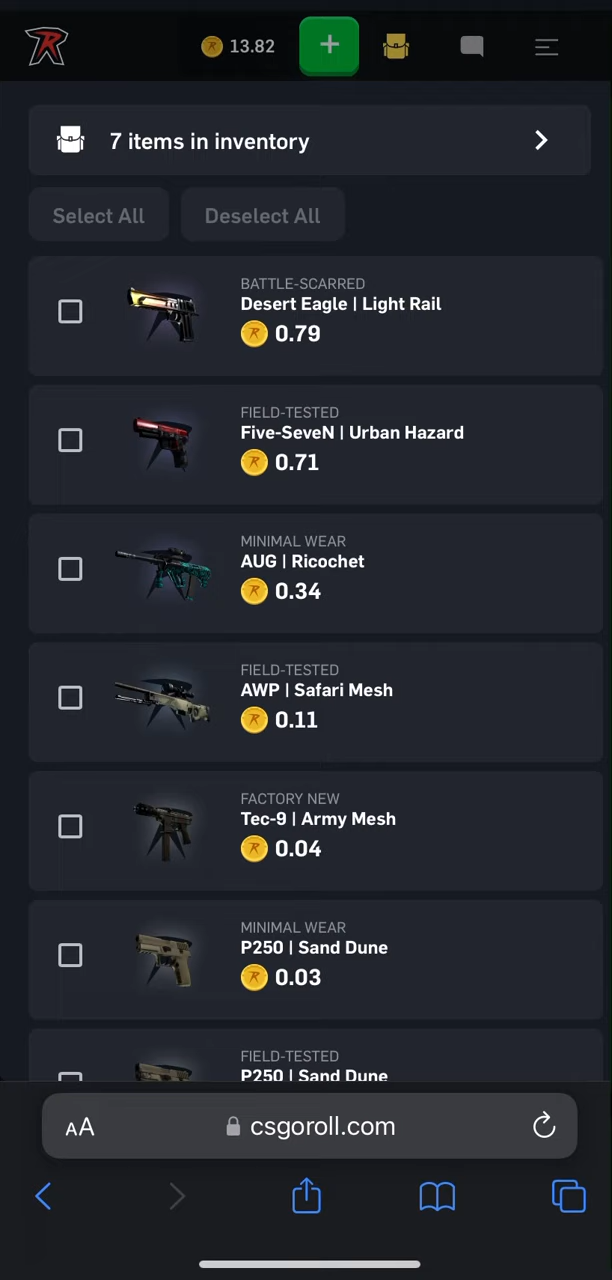 R
13.82
+
7 items in inventory
Select All
Deselect All
BATTLE-SCARRED
Desert Eagle | Light Rail
0.79
FIELD-TESTED
Five-SeveN | Urban Hazard
0.71
MINIMAL WEAR
AUG | Ricochet
0.34
FIELD-TESTED
AWP | Safari Mesh
0.11
FACTORY NEW
Tec-9 | Army Mesh
0.04
MINIMAL WEAR
P250 | Sand Dune
0.03
FIELD-TESTED
P250 | Sand Dune
AA
csgoroll.com